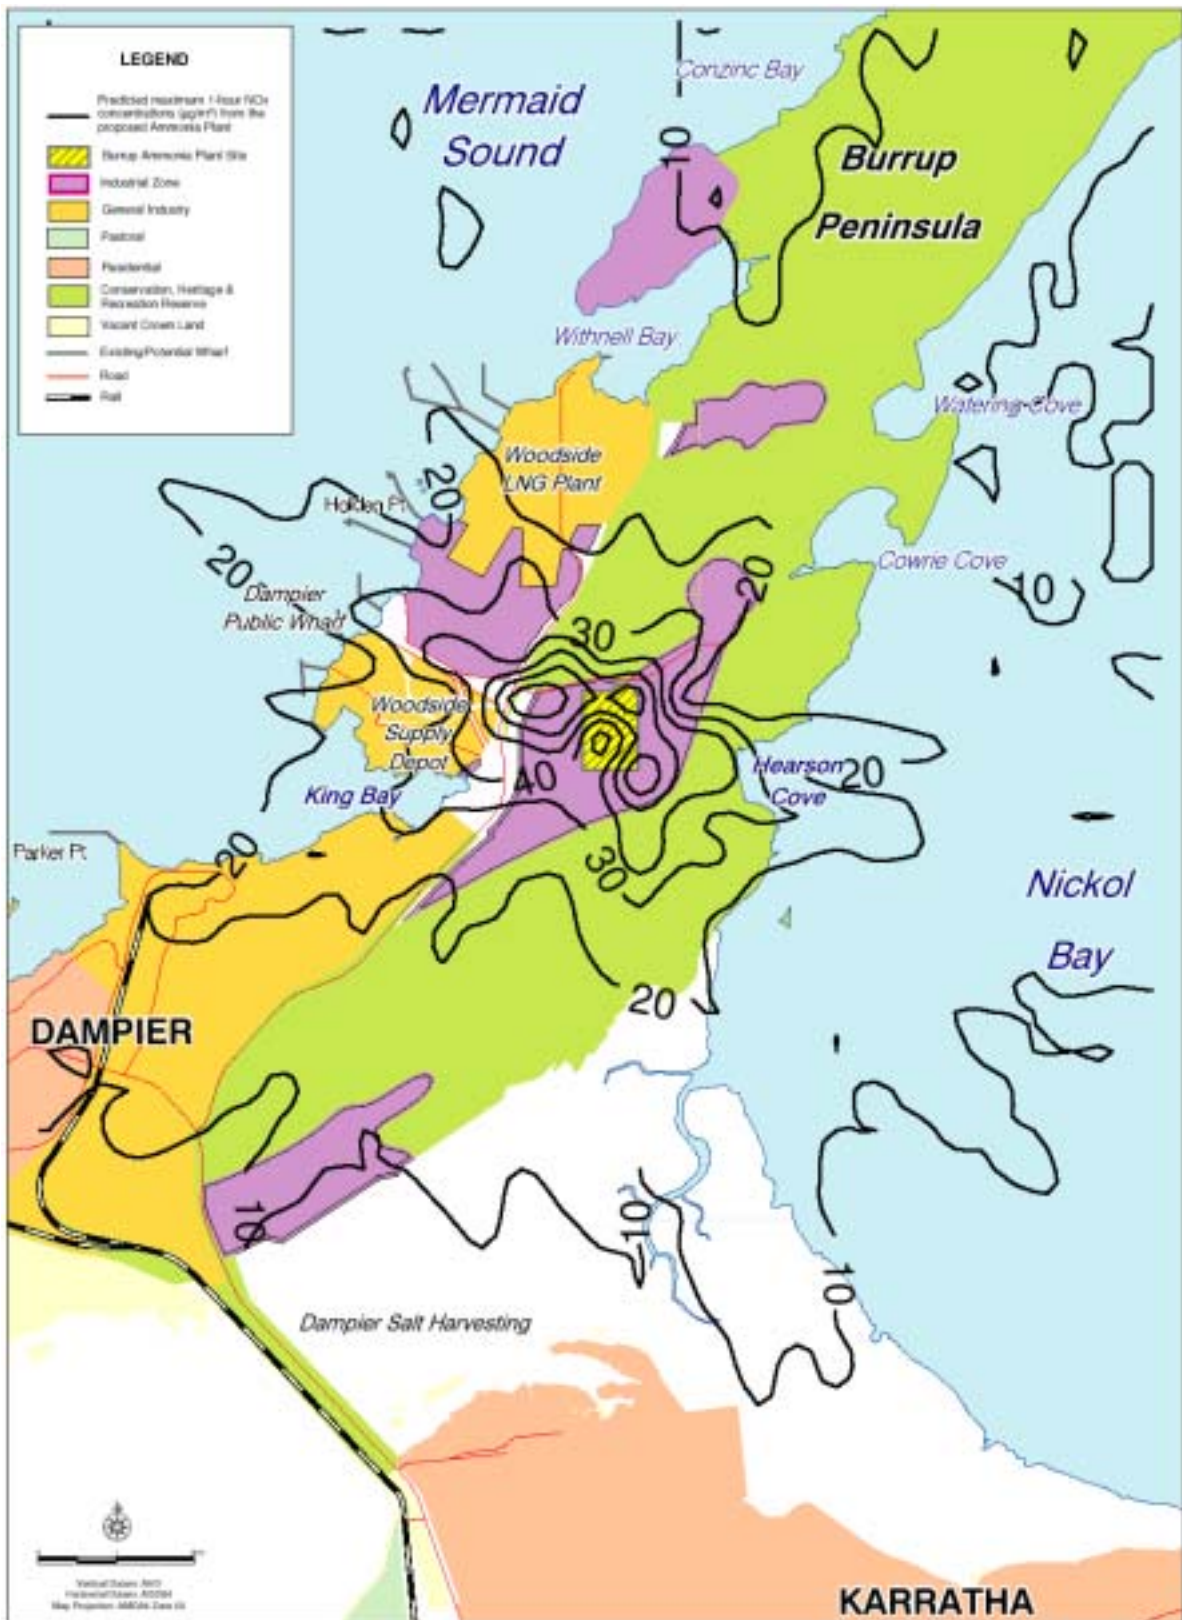 LEGEND
Predicted maximum 1-hour NOx
concentrations (µg/m³) from the
proposed Ammonia Plant
Burrup Ammonia Plant Site
Industrial Zone
General Industry
Pastoral
Residential
Conservation, Heritage &
Recreation Reserve
Vacant Crown Land
Existing/Potential Wharf
Road
Rail
Conzinc Bay
Mermaid
Sound
10
Burrup
Peninsula
Withnell Bay
Watering Cove
Woodside
LNG Plant
20
Holden Pt
20
Cowrie Cove
Dampier
Public Wharf
20
10
30
Woodside
Supply
Depot
40
King Bay
Hearson
Cove
20
Parker Pt
20
30
Nickol
Bay
20
DAMPIER
10
10
10
Dampier Salt Harvesting
KARRATHA